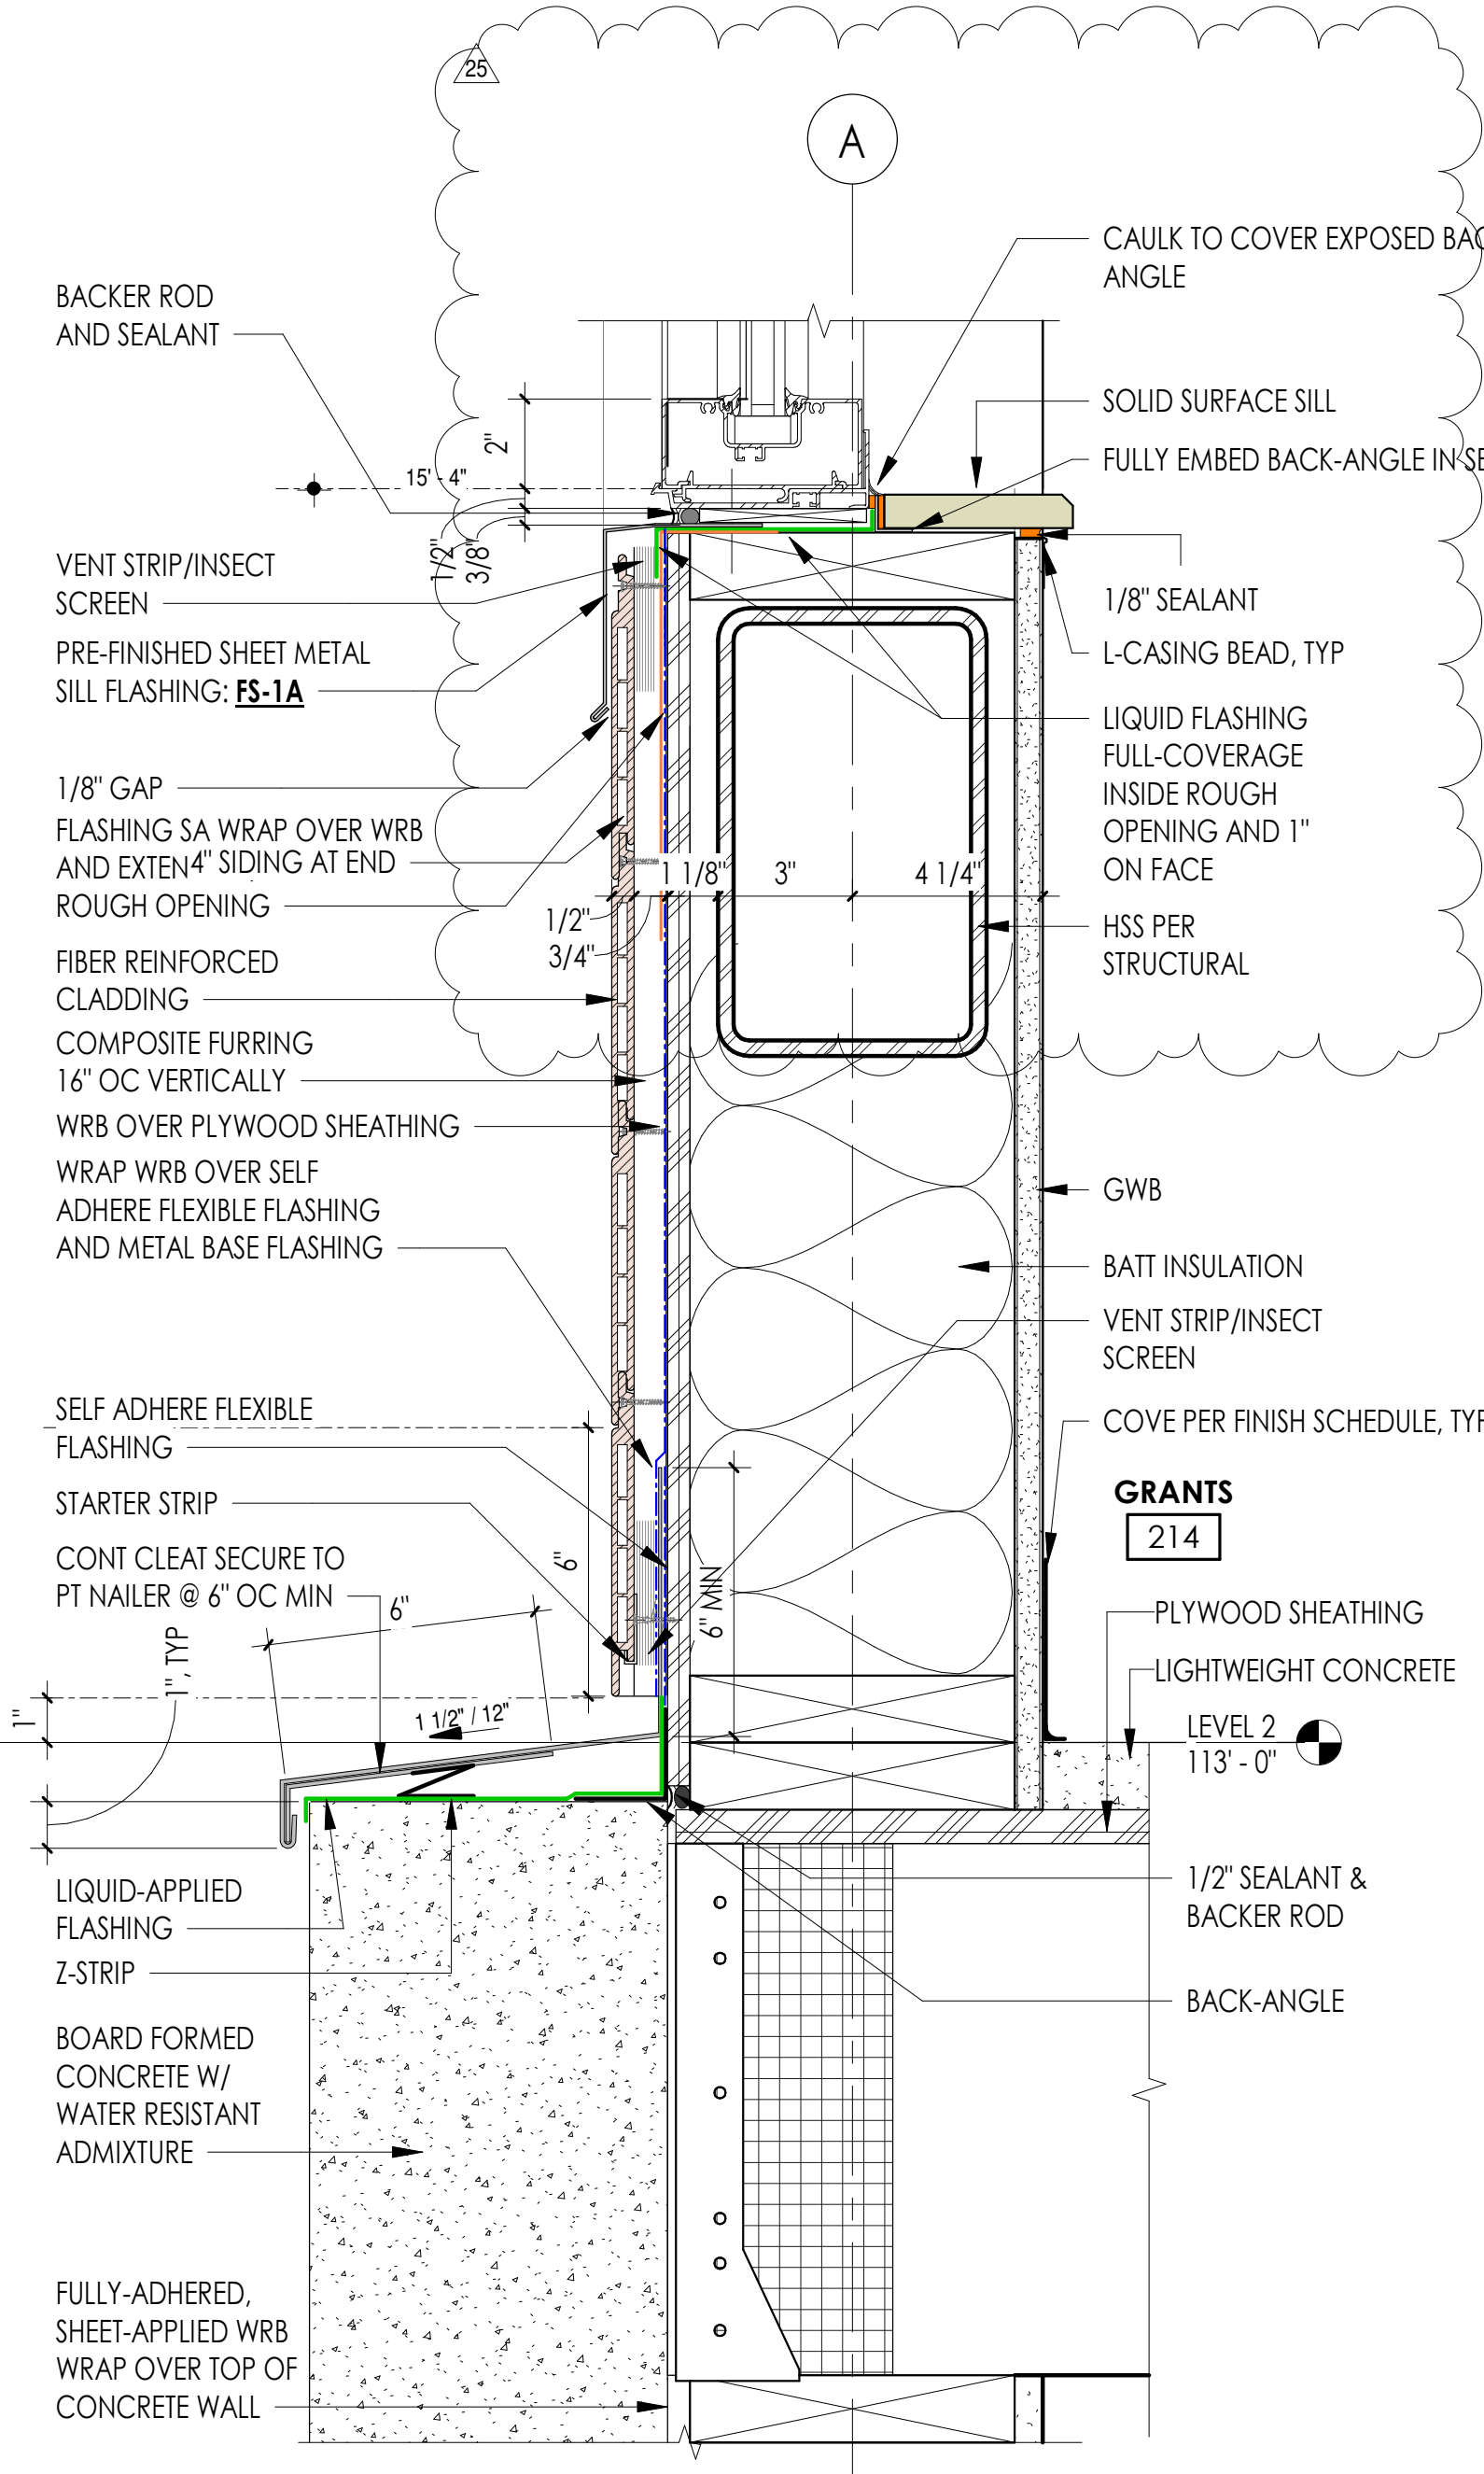 25
A
CAULK TO COVER EXPOSED
ANGLE
BACKER ROD
AND SEALANT
SOLID SURFACE SILL
2"
FULLY EMBED BACK-ANGLE IN
15' - 4"
1/2"
3/8"
VENT STRIP/INSECT
SCREEN
1/8" SEALANT
PRE-FINISHED SHEET METAL
SILL FLASHING: FS-1A
L-CASING BEAD, TYP
LIQUID FLASHING
FULL-COVERAGE
INSIDE ROUGH
OPENING AND 1"
ON FACE
1/8" GAP
FLASHING SA WRAP OVER WRB
AND EXTEN
4" SIDING AT END
ROUGH OPENING
1 1/8"
3"
4 1/4"
1/2"
3/4"
HSS PER
STRUCTURAL
FIBER REINFORCED
CLADDING
COMPOSITE FURRING
16" OC VERTICALLY
WRB OVER PLYWOOD SHEATHING
WRAP WRB OVER SELF
ADHERE FLEXIBLE FLASHING
AND METAL BASE FLASHING
GWB
BATT INSULATION
VENT STRIP/INSECT
SCREEN
SELF ADHERE FLEXIBLE
FLASHING
COVE PER FINISH SCHEDULE,
STARTER STRIP
GRANTS
214
CONT CLEAT SECURE TO
PT NAILER @ 6" OC MIN
6"
6"
6" MIN
1", TYP
1"
1 1/2" / 12"
PLYWOOD SHEATHING
LIGHTWEIGHT CONCRETE
LEVEL 2
113' - 0"
LIQUID-APPLIED
FLASHING
Z-STRIP
1/2" SEALANT &
BACKER ROD
BACK-ANGLE
BOARD FORMED
CONCRETE W/
WATER RESISTANT
ADMIXTURE
FULLY-ADHERED,
SHEET-APPLIED WRB
WRAP OVER TOP OF
CONCRETE WALL